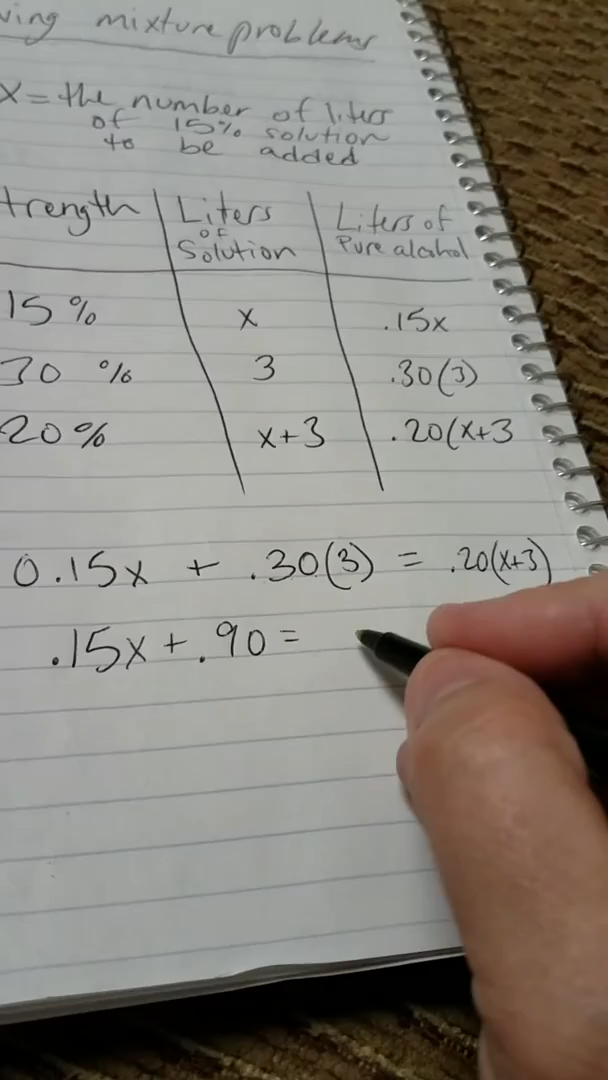 ving mixture problems
X = the number of liters
of 15% solution
to be added
trength Liters of Solution Liters of Pure alcohol
15 % x .15x
30 % 3 .30(3)
20% x+3 .20(x+3
0.15x + .30(3) = .20(x+3)
.15x + .90 =